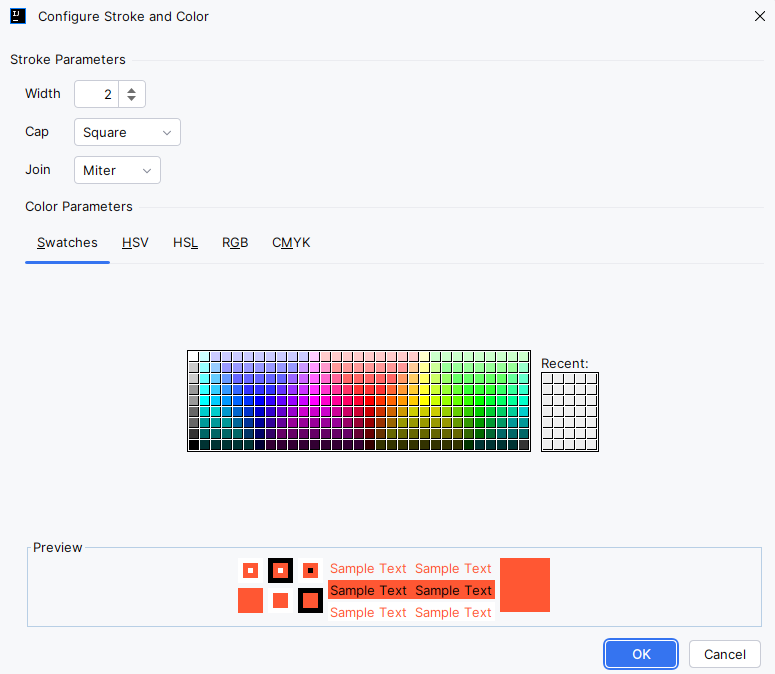 Configure Stroke and Color
Stroke Parameters
Width 2
Cap Square
Join Miter
Color Parameters
Swatches HSV HSL RGB CMYK
Recent:
Preview
Sample Text Sample Text
Sample Text Sample Text
Sample Text Sample Text
OK Cancel